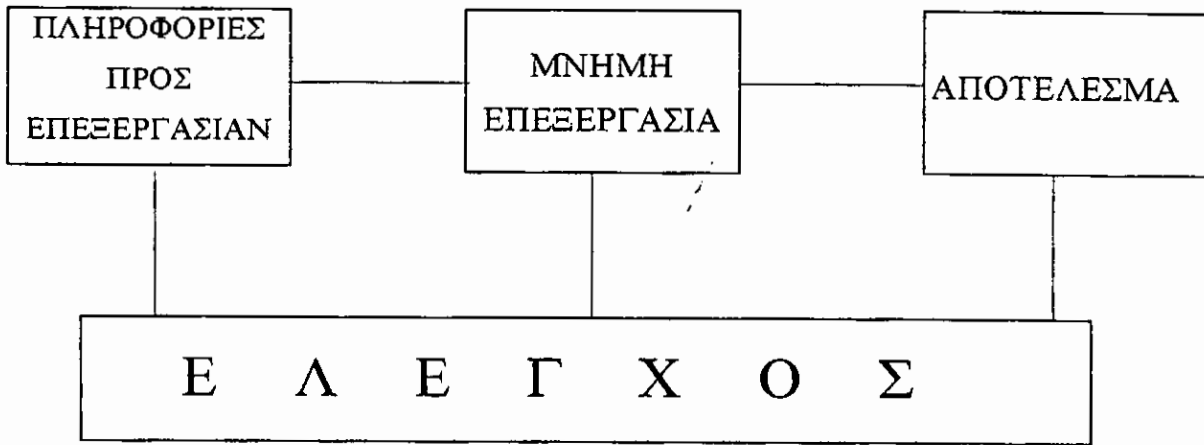 ΠΛΗΡΟΦΟΡΙΕΣ
ΠΡΟΣ
ΕΠΕΞΕΡΓΑΣΙΑΝ
ΜΝΗΜΗ
ΕΠΕΞΕΡΓΑΣΙΑ
ΑΠΟΤΕΛΕΣΜΑ
Ε Λ Ε Γ Χ Ο Σ